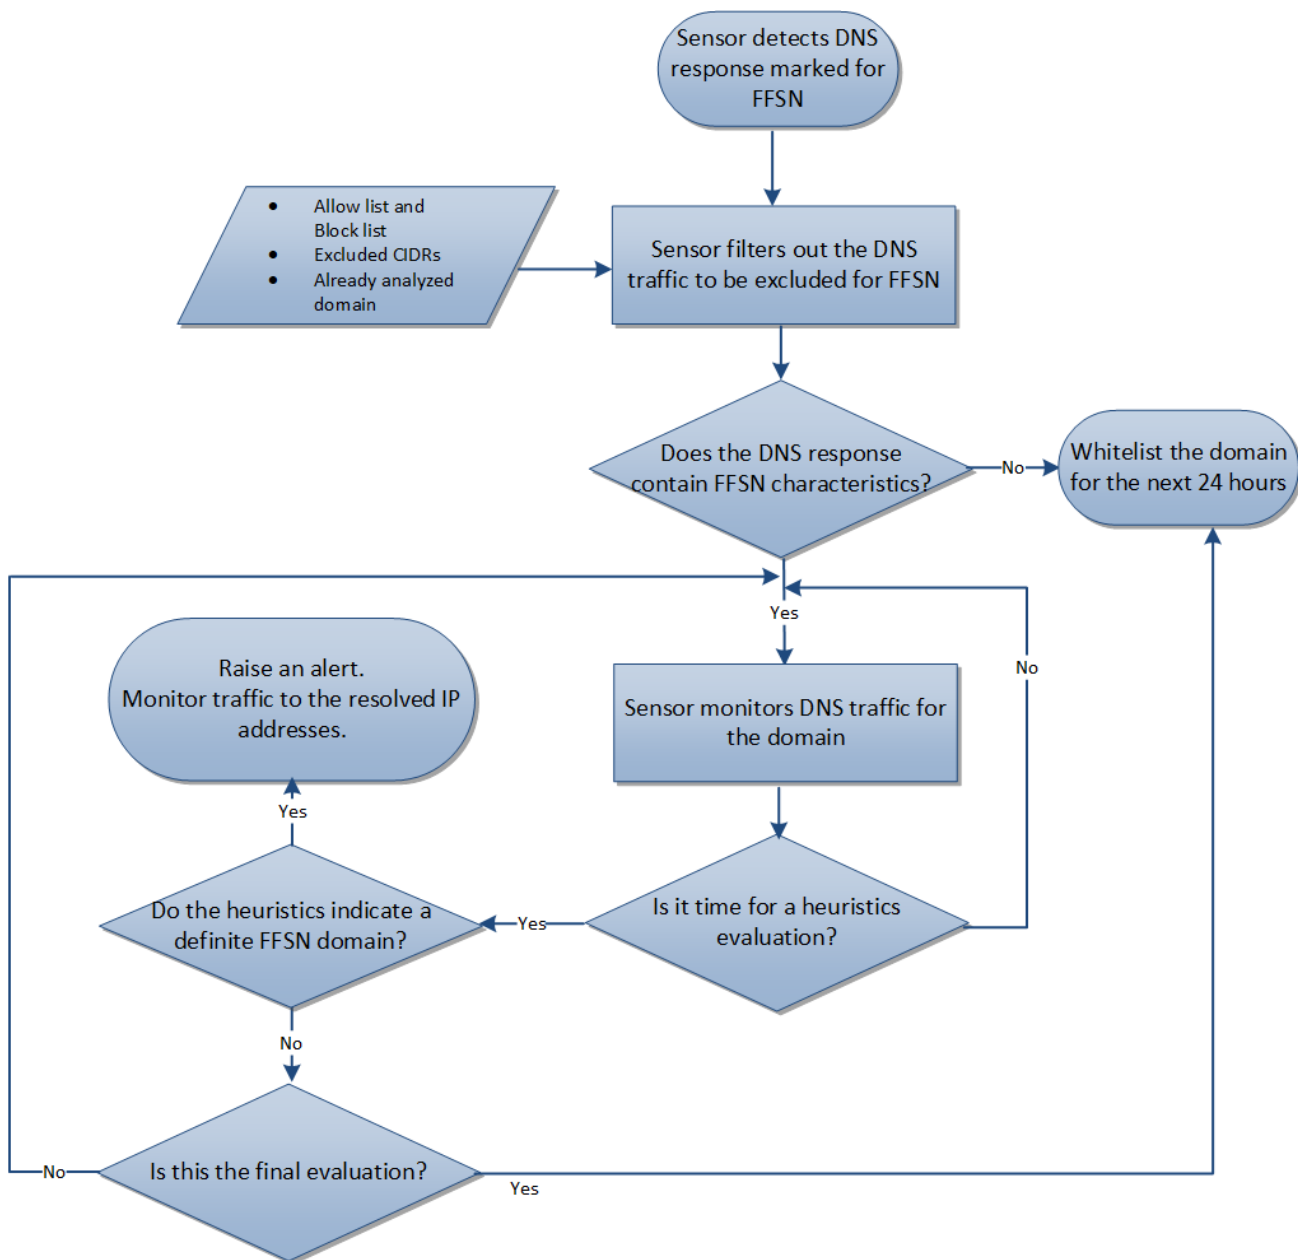 Sensor detects DNS
response marked for
FFSN
• Allow list and
Block list
• Excluded CIDRs
• Already analyzed
domain
Sensor filters out the DNS
traffic to be excluded for FFSN
Does the DNS response
contain FFSN characteristics?
No
Whitelist the domain
for the next 24 hours
Yes
No
Raise an alert.
Monitor traffic to the resolved IP
addresses.
Sensor monitors DNS traffic for
the domain
Yes
Do the heuristics indicate a
definite FFSN domain?
Yes
Is it time for a heuristics
evaluation?
No
Is this the final evaluation?
No
Yes